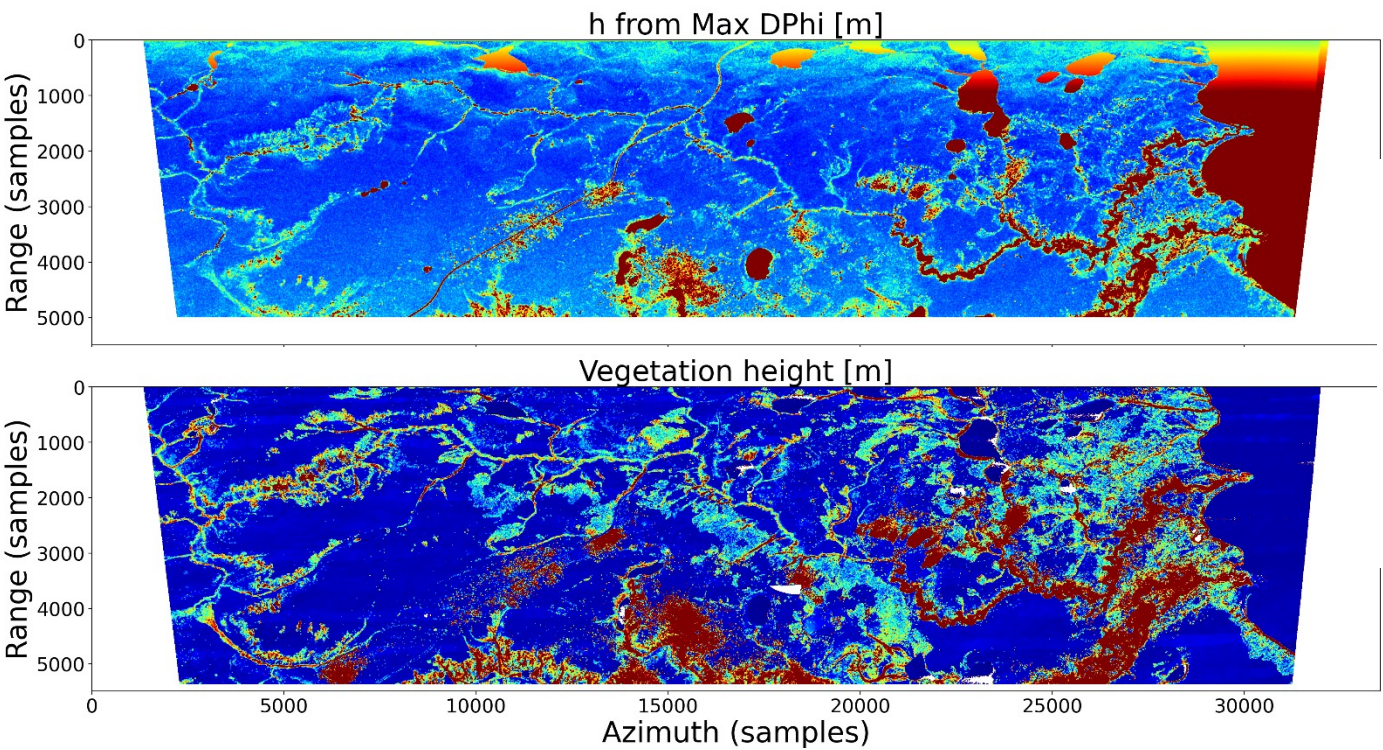 h from Max DPhi [m]
0
1000
2000
3000
4000
5000
Range (samples)
Vegetation height [m]
0
1000
2000
3000
4000
5000
Range (samples)
0 5000 10000 15000 20000 25000 30000
Azimuth (samples)